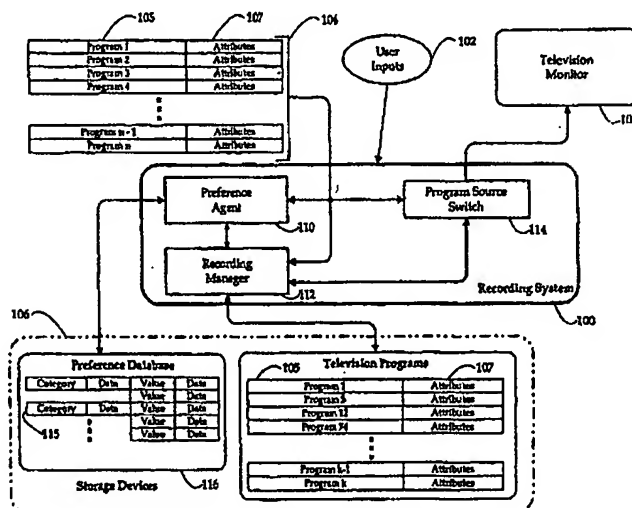 105
107
104
Program 1 Attributes
Program 2 Attributes
Program 3 Attributes
Program 4 Attributes
Program n-1 Attributes
Program n Attributes
User Inputs
102
Television Monitor
10
Preference Agent
110
Program Source Switch
114
Recording Manager
112
Recording System
100
106
Preference Database
Category Data Value Data
Value Data
Category Data Value Data
Value Data
Value Data
115
116
Storage Devices
Television Programs
105
107
Program 1 Attributes
Program 3 Attributes
Program 12 Attributes
Program 24 Attributes
Program k-1 Attributes
Program k Attributes